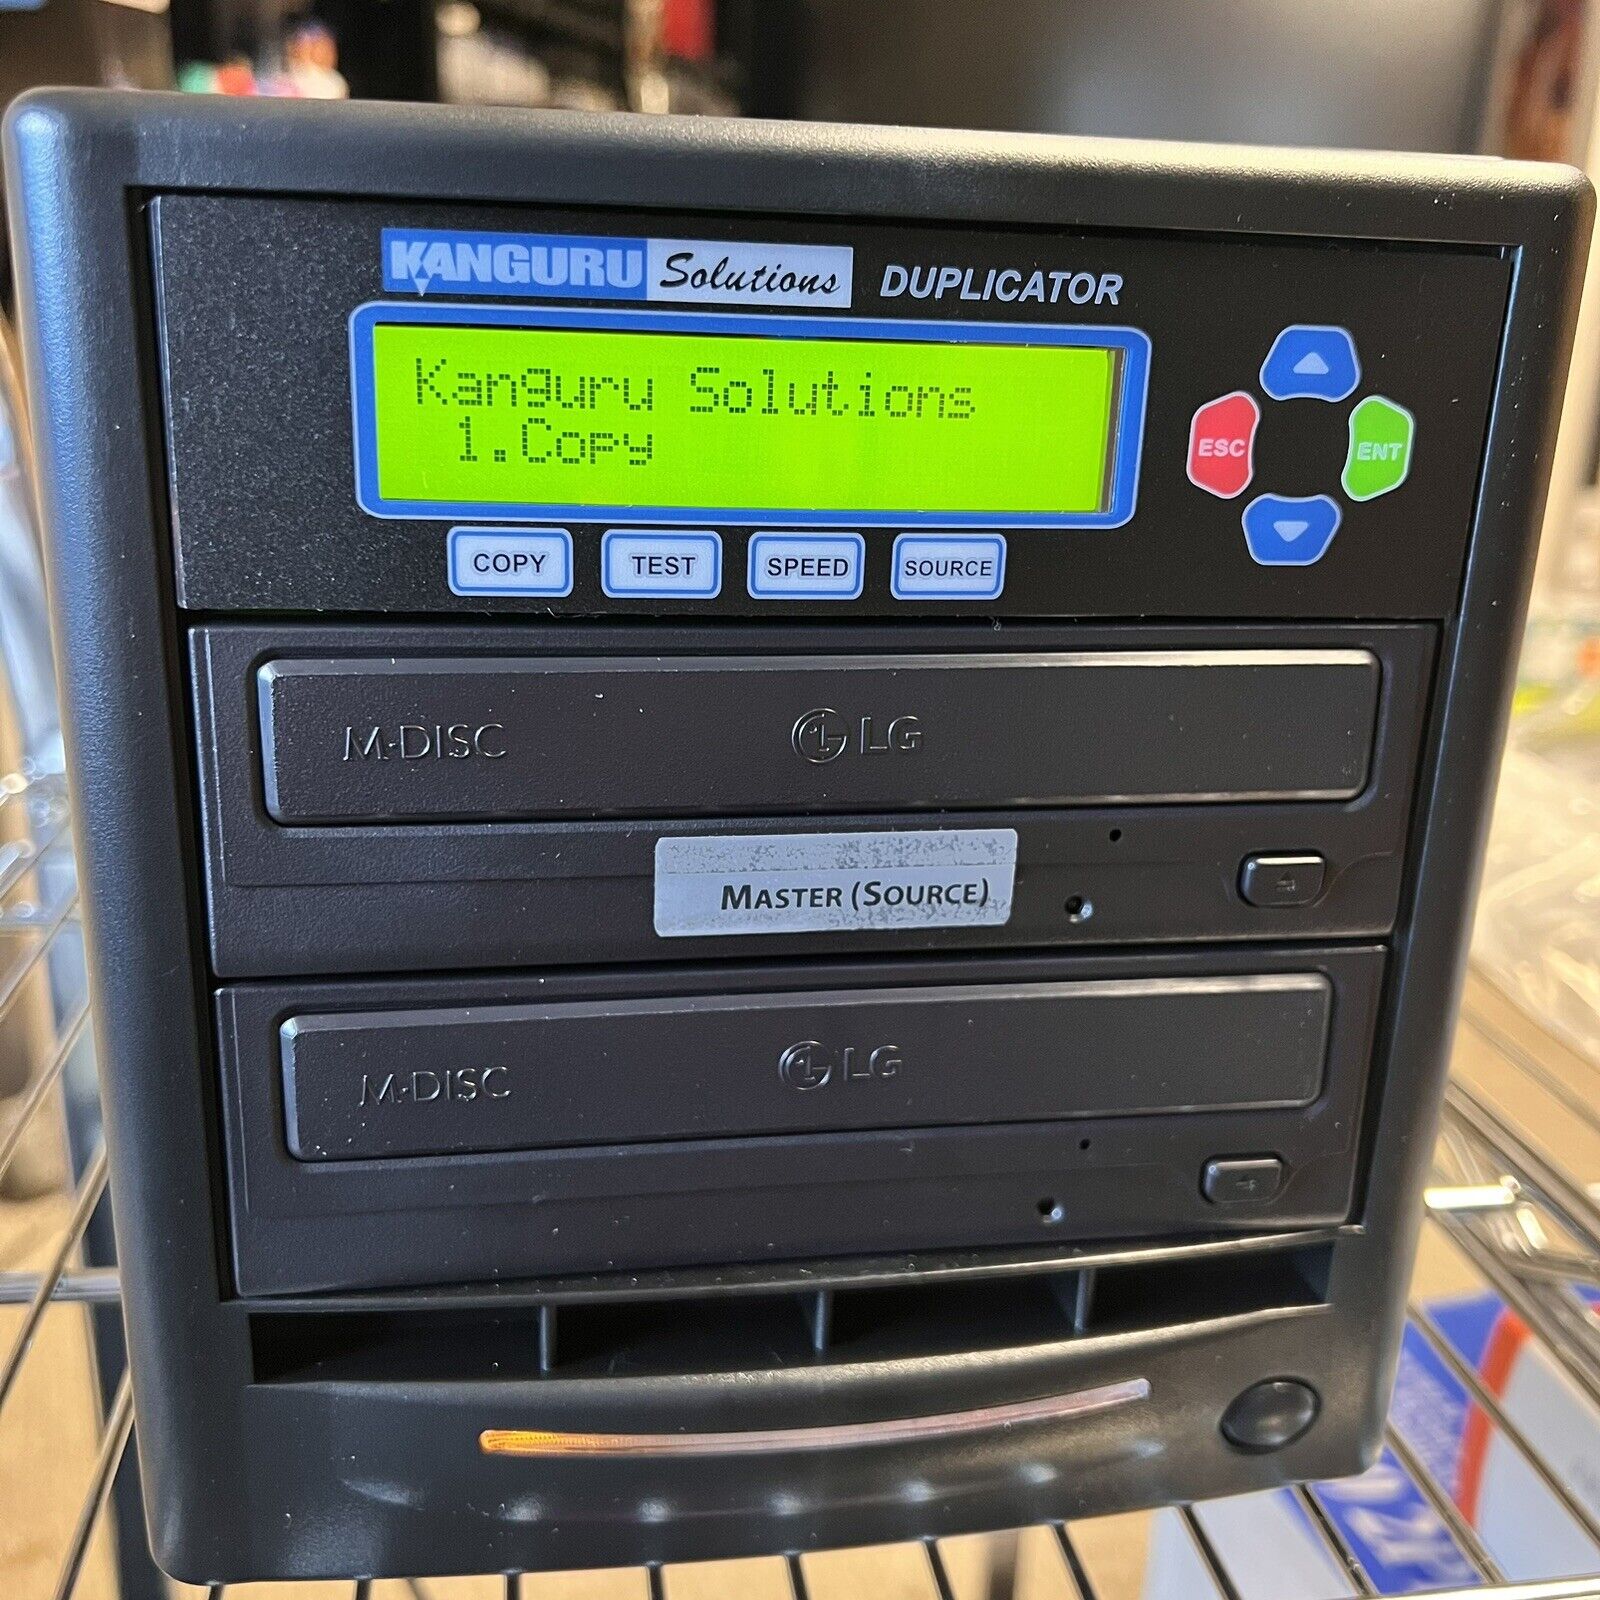 KANGURU Solutions DUPLICATOR
Kanguru Solutions
1.Copy
ESC
ENT
COPY TEST SPEED SOURCE
M-DISC LG
MASTER (SOURCE)
M-DISC LG